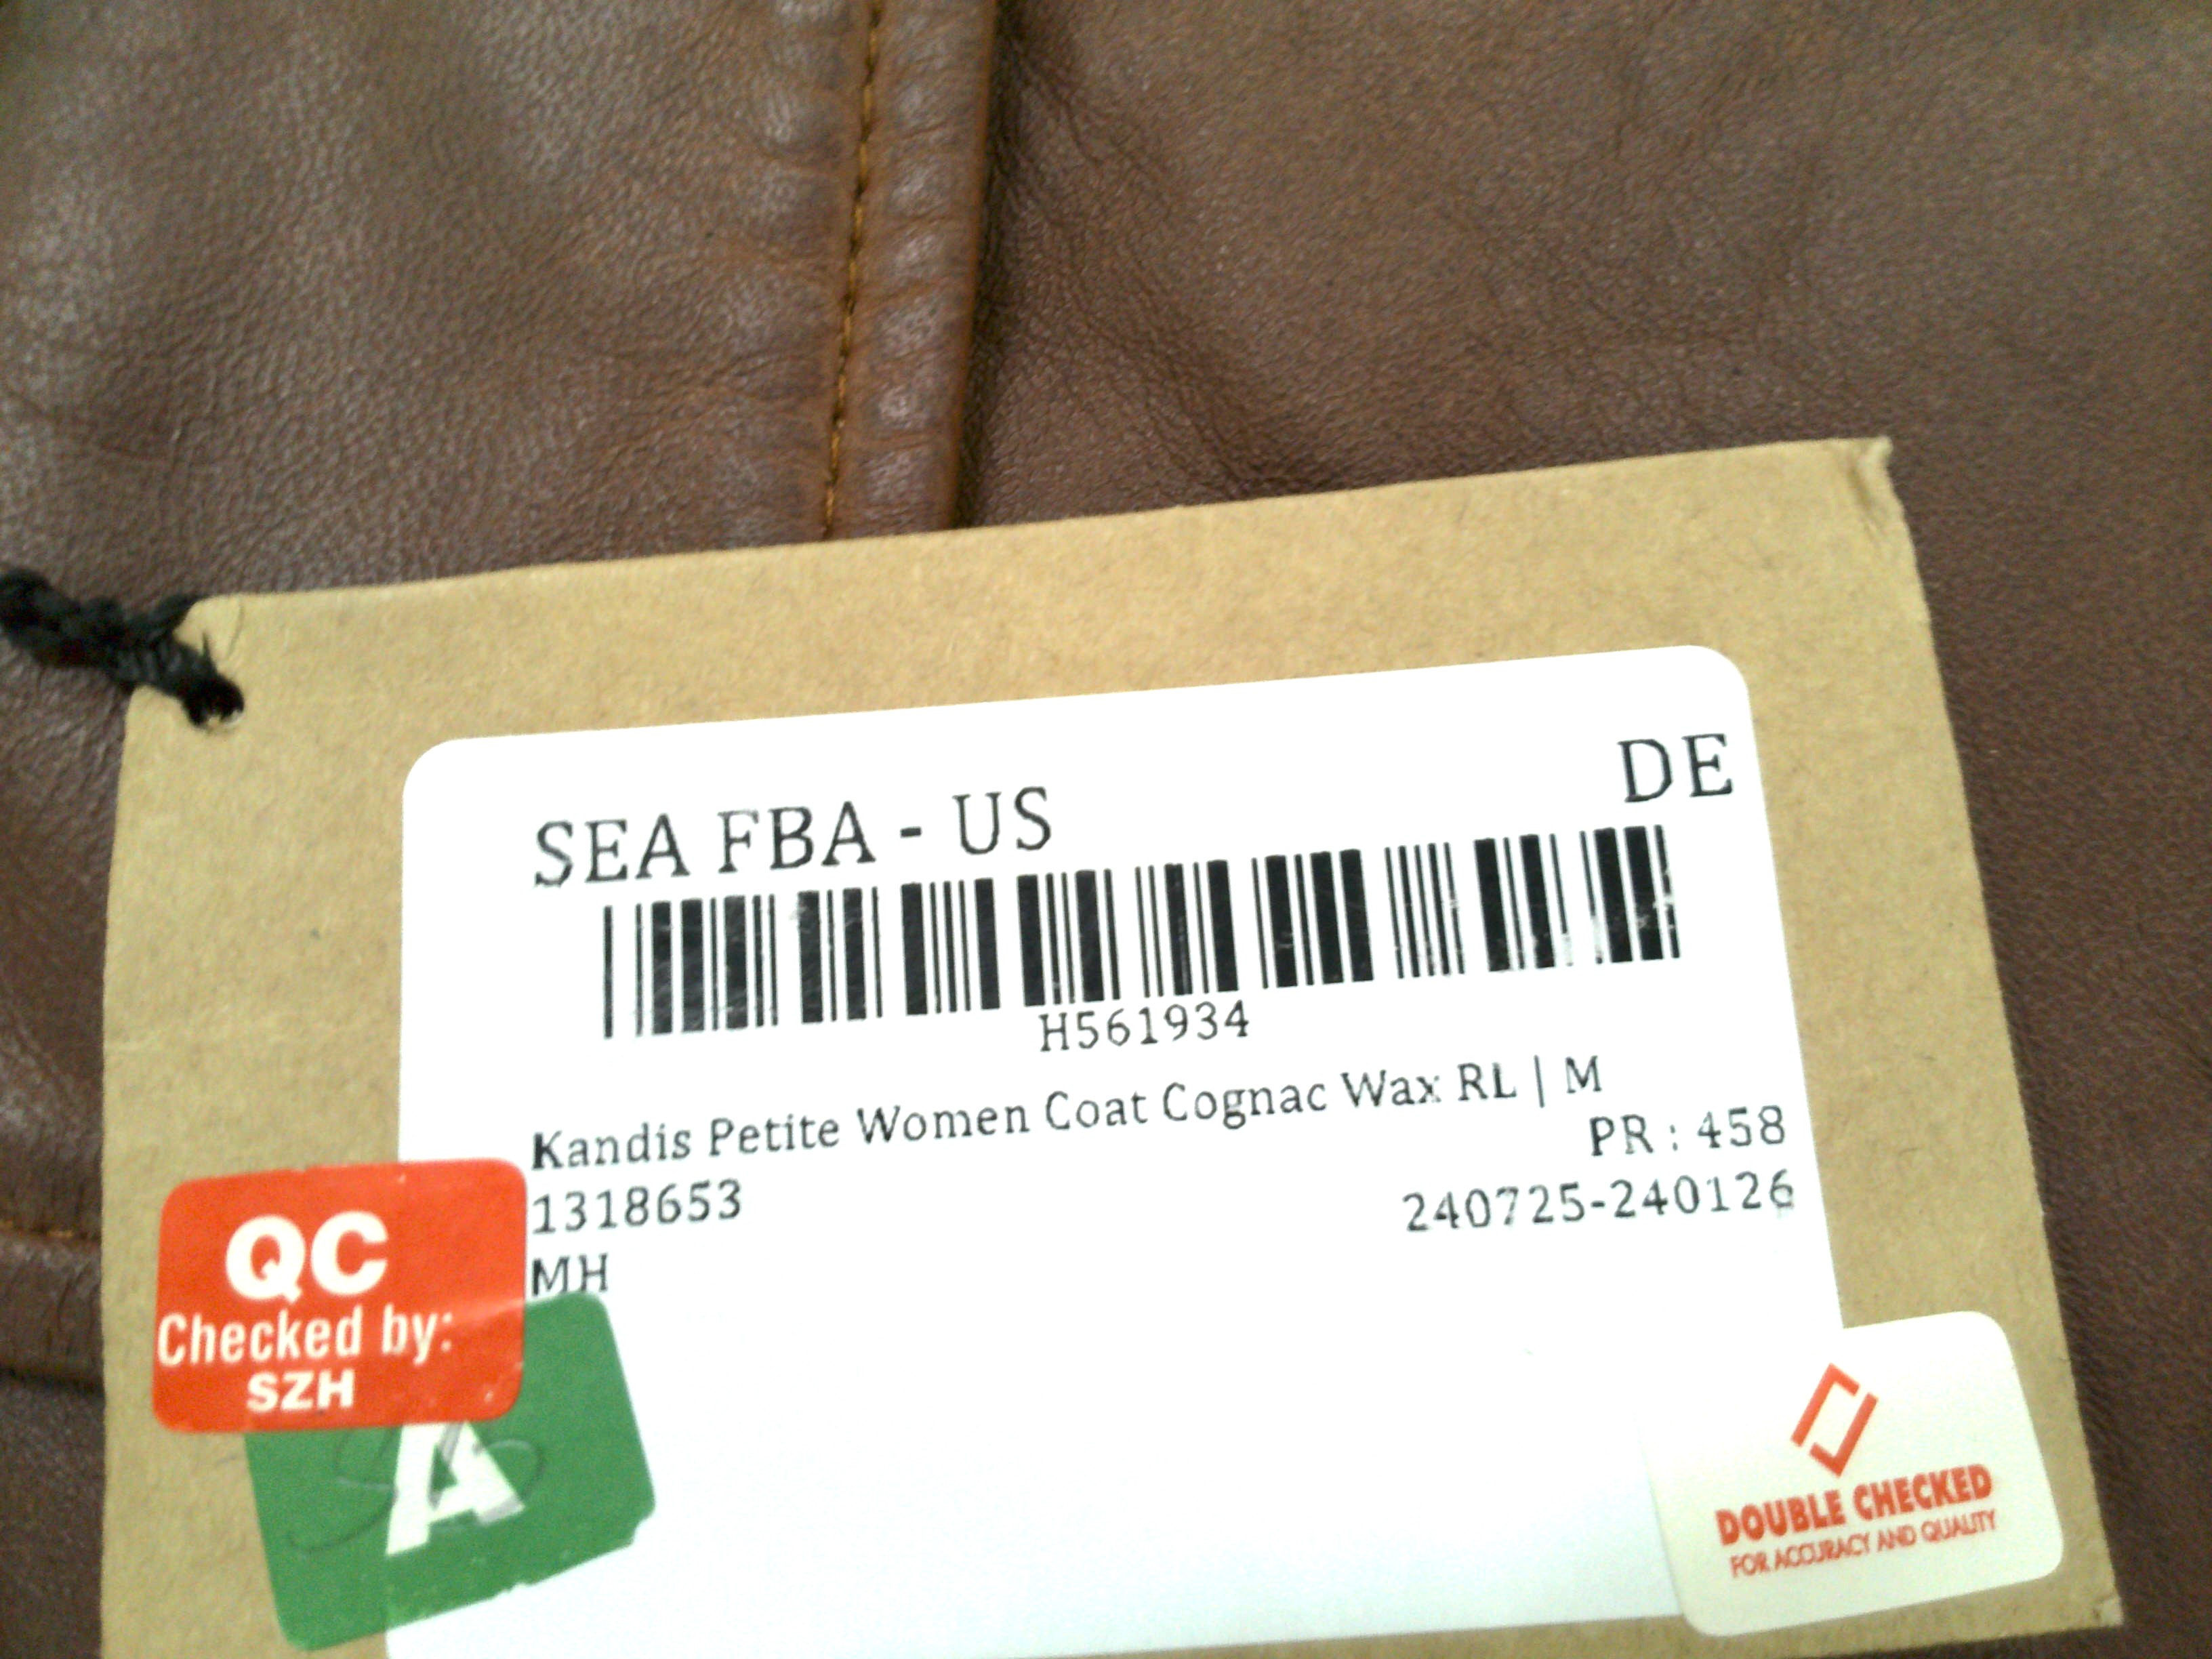 SEA FBA - US
DE
H561934
Kandis Petite Women Coat Cognac Wax RL | M
PR : 458
1318653
240725-240126
MH
QC
Checked by:
SZH
A
DOUBLE CHECKED
FOR ACCURACY AND QUALITY